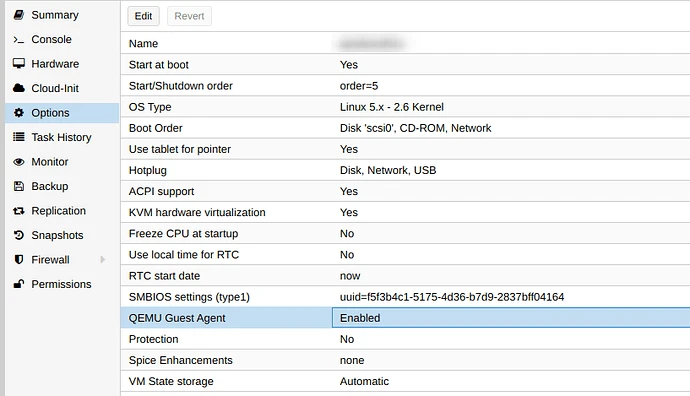 Summary
Console
Hardware
Cloud-Init
Options
Task History
Monitor
Backup
Replication
Snapshots
Firewall
Permissions
Edit Revert
Name
Start at boot Yes
Start/Shutdown order order=5
OS Type Linux 5.x - 2.6 Kernel
Boot Order Disk 'scsi0', CD-ROM, Network
Use tablet for pointer Yes
Hotplug Disk, Network, USB
ACPI support Yes
KVM hardware virtualization Yes
Freeze CPU at startup No
Use local time for RTC No
RTC start date now
SMBIOS settings (type1) uuid=f5f3b4c1-5175-4d36-b7d9-2837bff04164
QEMU Guest Agent Enabled
Protection No
Spice Enhancements none
VM State storage Automatic